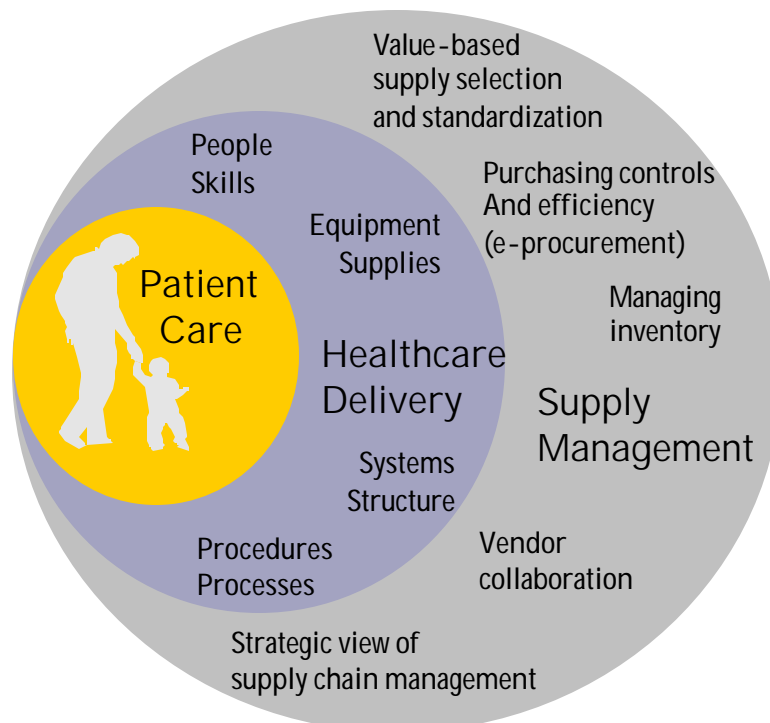 Value-based
supply selection
and standardization
People
Skills
Purchasing controls
And efficiency
(e-procurement)
Equipment
Supplies
Patient
Care
Managing
inventory
Healthcare
Delivery
Supply
Management
Systems
Structure
Procedures
Processes
Vendor
collaboration
Strategic view of
supply chain management